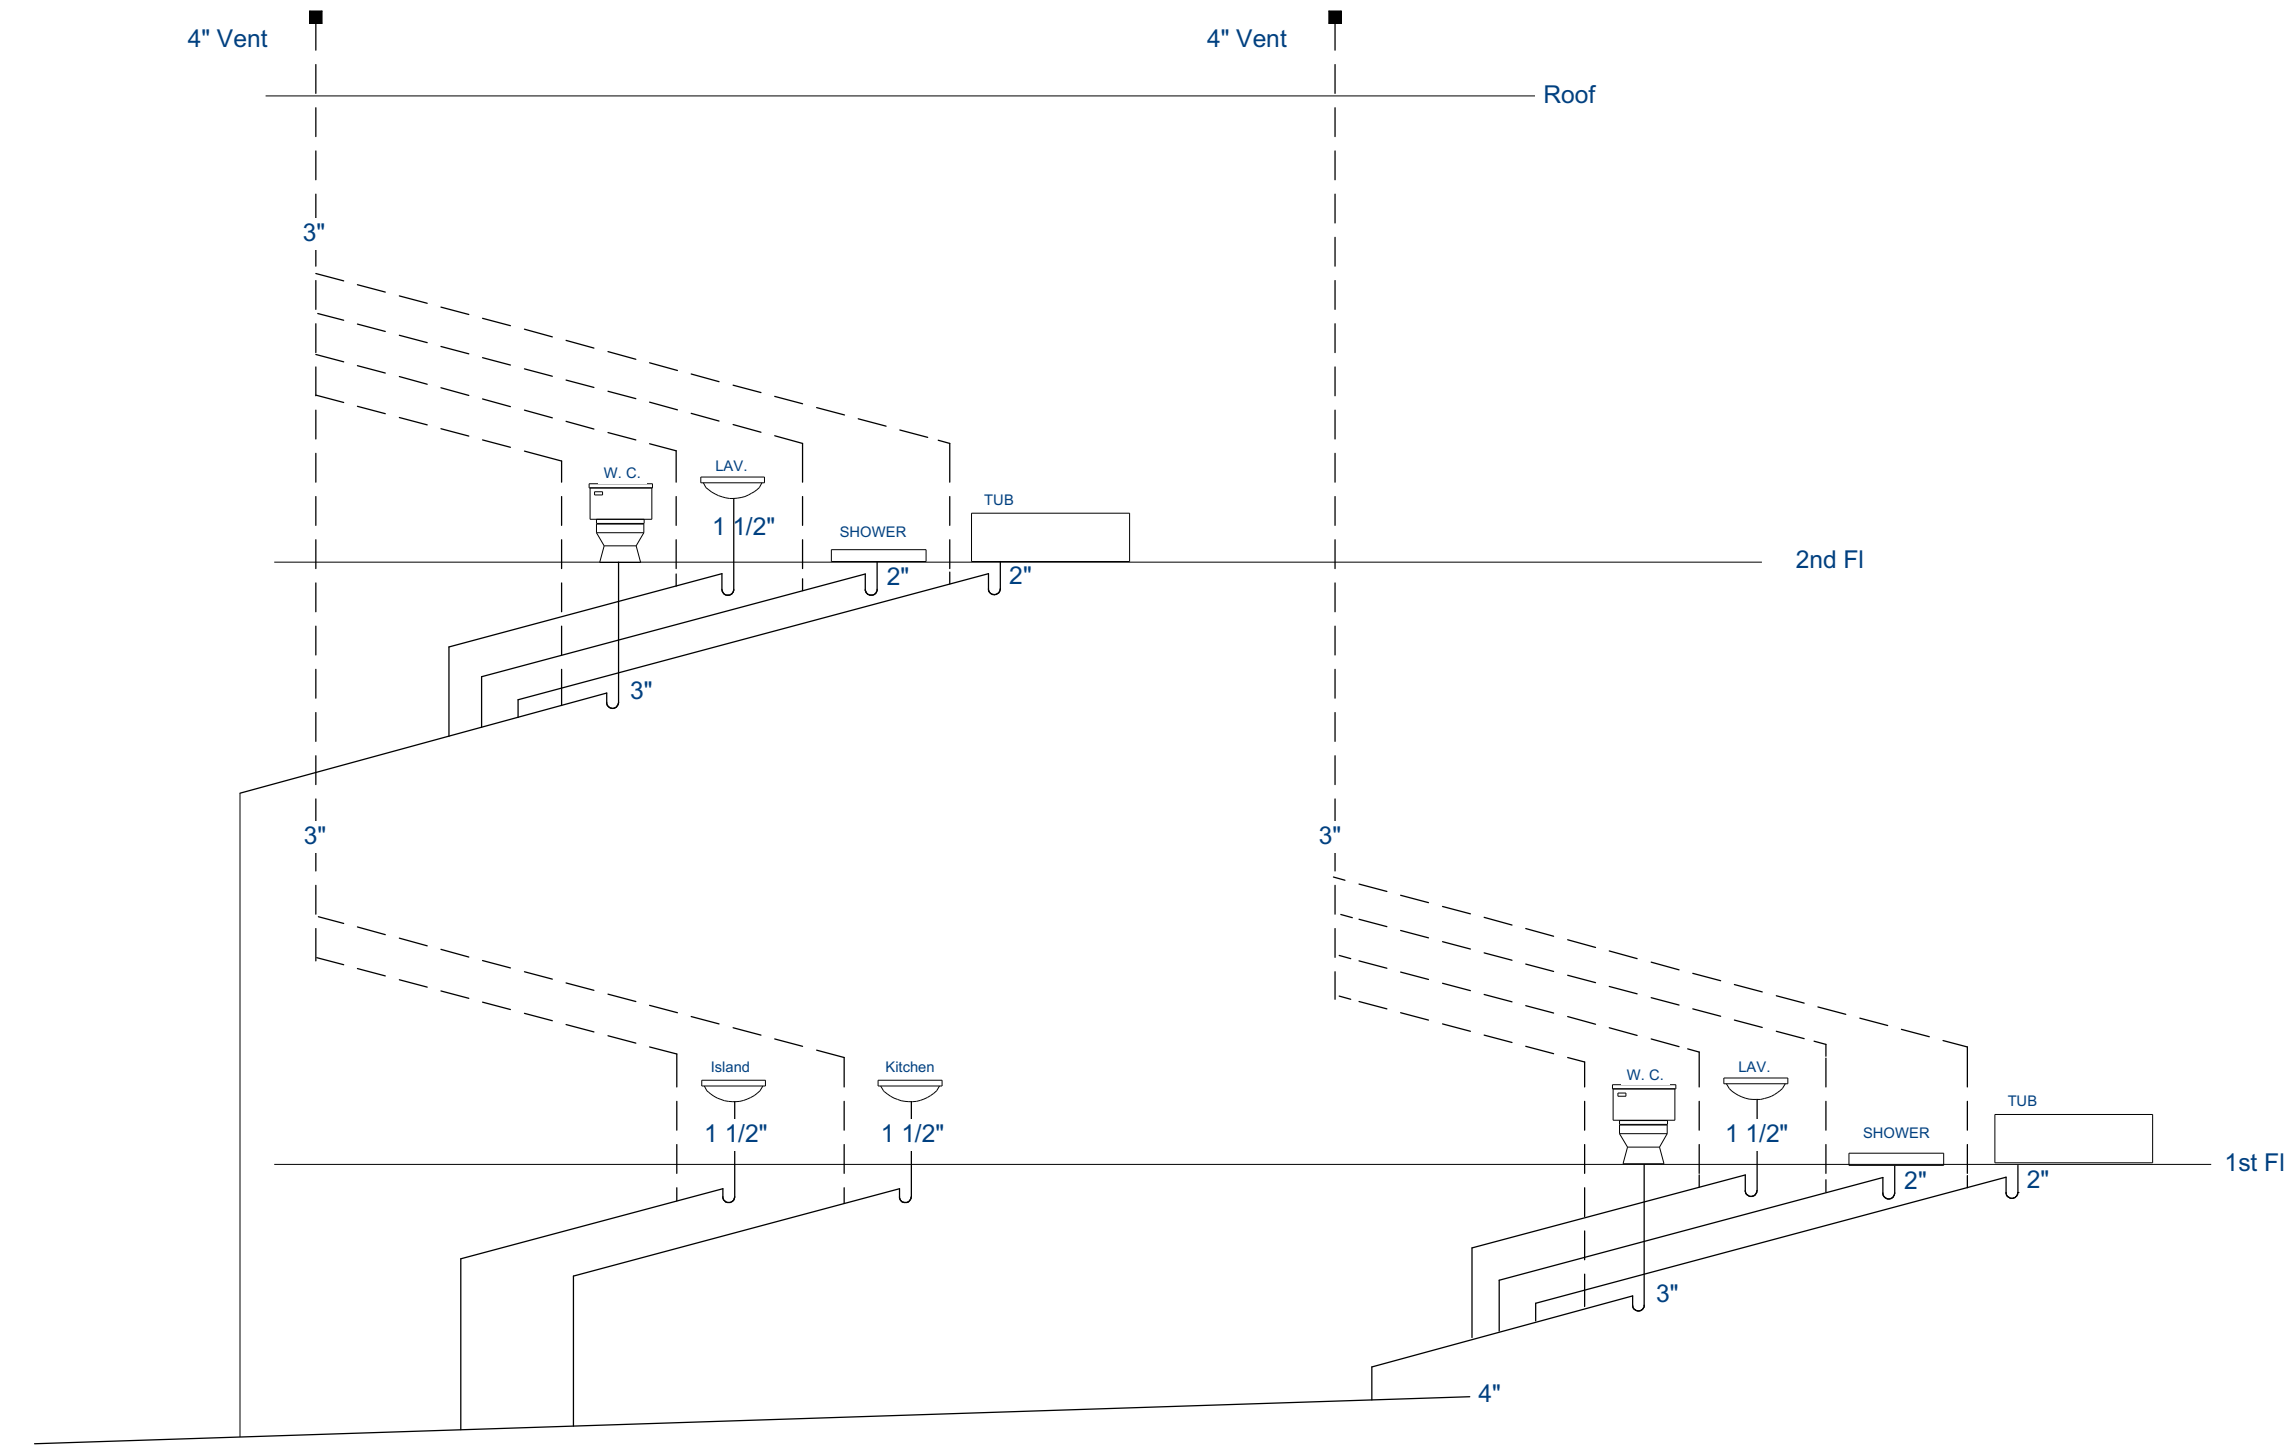 4" Vent
4" Vent
Roof
3"
W. C.
LAV.
TUB
1 1/2"
SHOWER
2nd Fl
2"
2"
3"
3"
3"
Island
Kitchen
W. C.
LAV.
TUB
1 1/2"
1 1/2"
1 1/2"
SHOWER
1st Fl
2"
2"
3"
4"